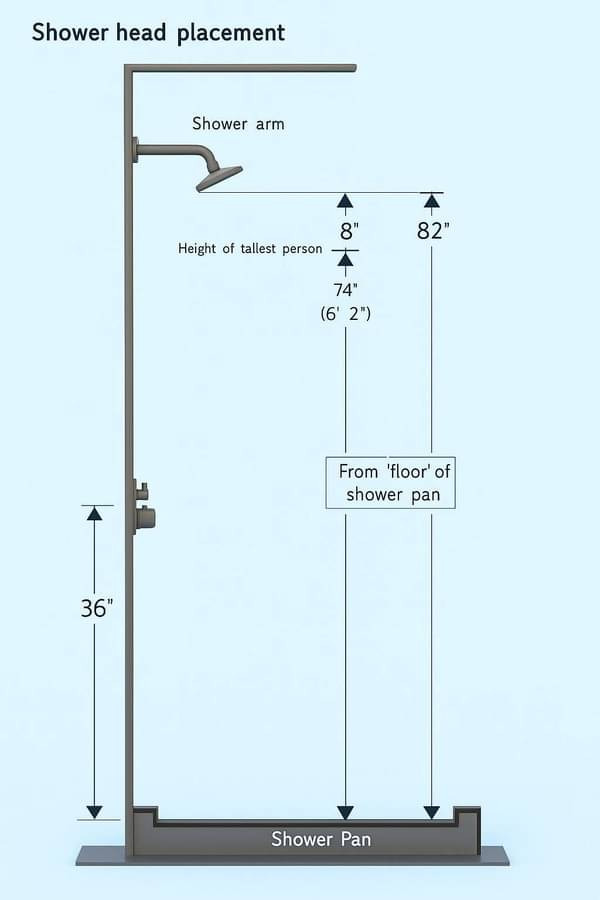 Shower head placement
Shower arm
8"
82"
Height of tallest person
74"
(6' 2")
From 'floor' of
shower pan
36"
Shower Pan